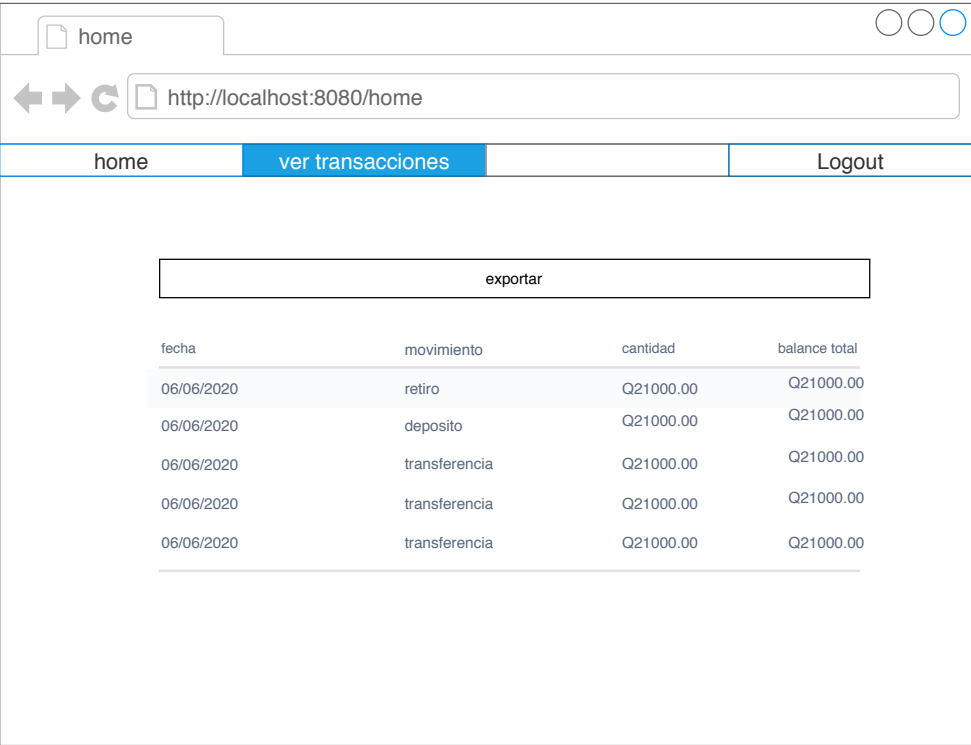 home
http://localhost:8080/home
home ver transacciones Logout
exportar
fecha movimiento cantidad balance total
06/06/2020 retiro Q21000.00 Q21000.00
06/06/2020 deposito Q21000.00 Q21000.00
06/06/2020 transferencia Q21000.00 Q21000.00
06/06/2020 transferencia Q21000.00 Q21000.00
06/06/2020 transferencia Q21000.00 Q21000.00